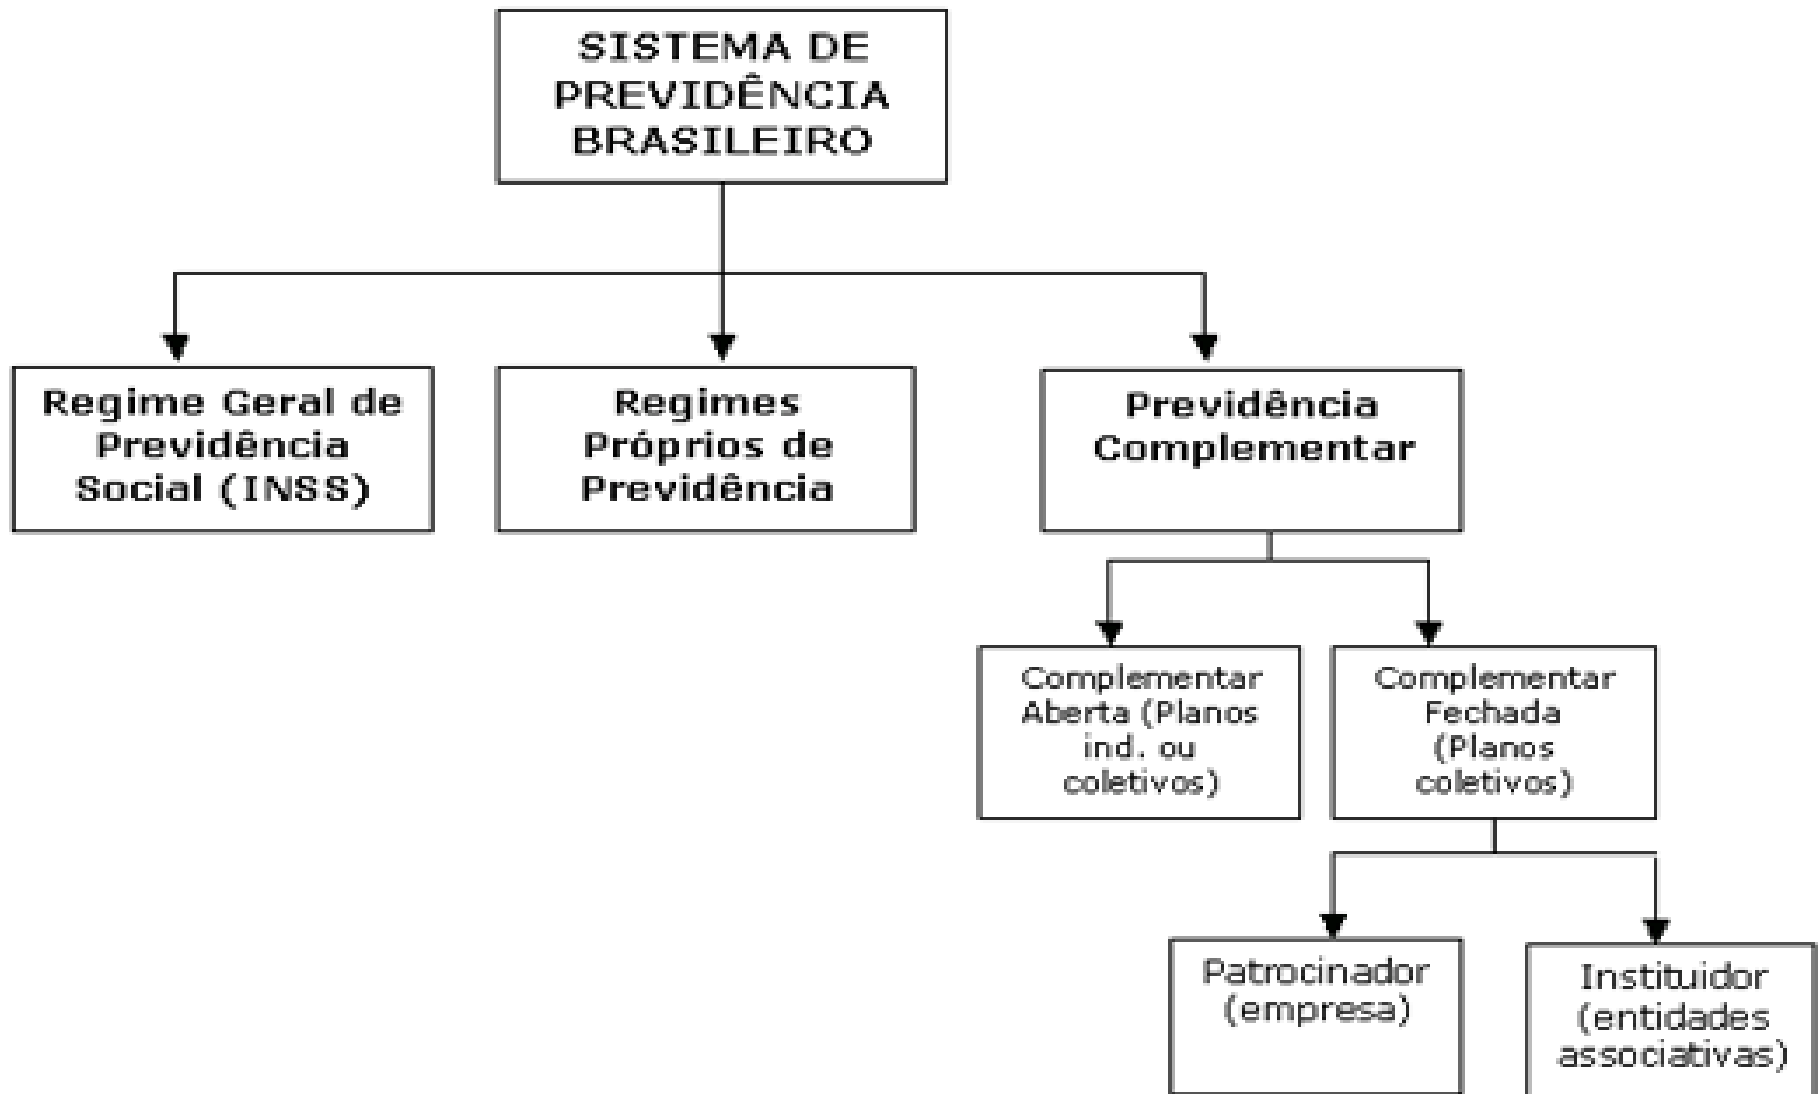 SISTEMA DE
PREVIDÊNCIA
BRASILEIRO
Regime Geral de
Previdência
Social (INSS)
Regimes
Próprios de
Previdência
Previdência
Complementar
Complementar
Aberta (Planos
ind. ou
coletivos)
Complementar
Fechada
(Planos
coletivos)
Patrocinador
(empresa)
Instituidor
(entidades
associativas)